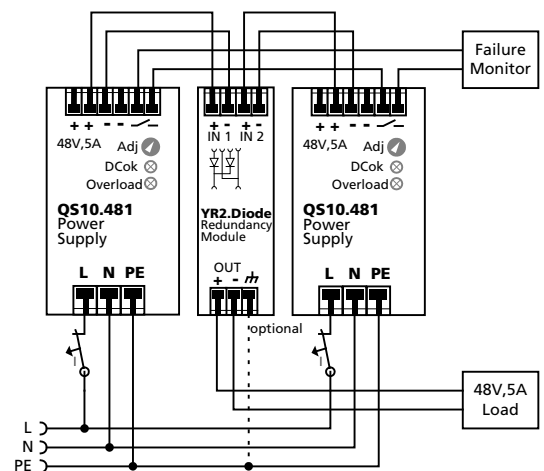 Failure
Monitor
+ + - -
48V,5A
Adj
DCok
Overload
QS10.481
Power
Supply
L N PE
+ - + -
IN 1 IN 2
YR2.Diode
Redundancy
Module
OUT
+ -
optional
+ + - -
48V,5A
Adj
DCok
Overload
QS10.481
Power
Supply
L N PE
I
I
48V,5A
Load
L
N
PE